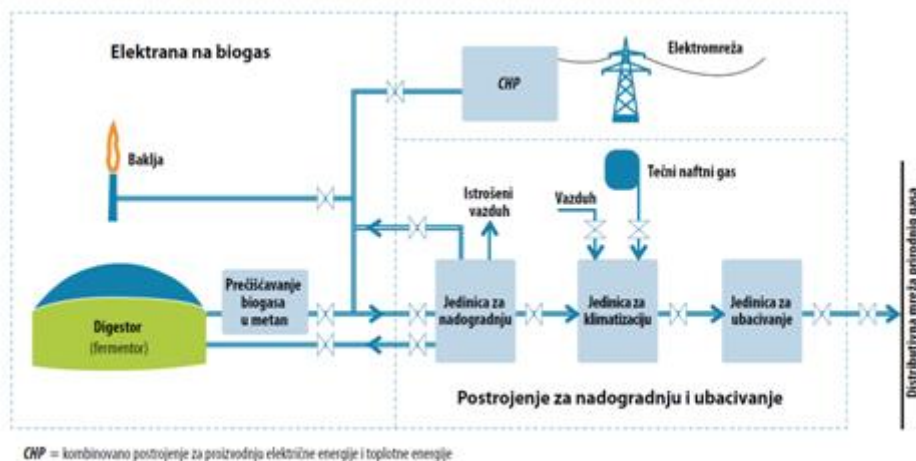 Elektrana na biogas
Baklja
Digestor
(fermentor)
Prečišćavanje
biogasa
u metan
CHP
Elektromreža
Istrošeni
vazduh
Vazduh
Tečni naftni gas
Jedinica za
nadogradnju
Jedinica za
klimatizaciju
Jedinica za
ubacivanje
Postrojenje za nadogradnju i ubacivanje
Distributivna mreža prirodnog gasa
CHP = kombinovano postrojenje za proizvodnju električne energije i toplotne energije